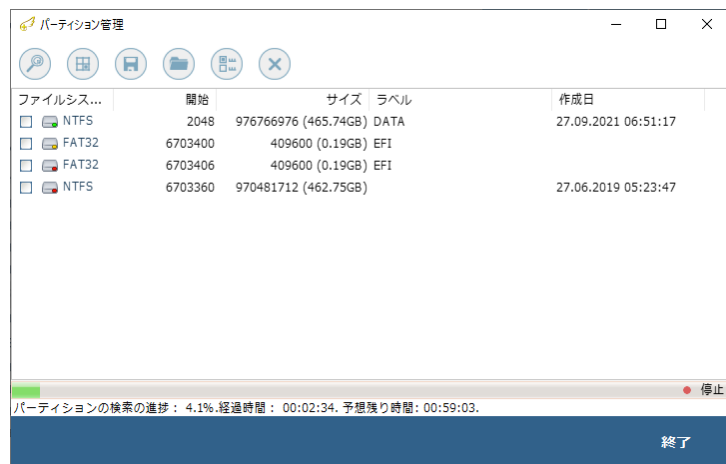 パーティション管理
ファイルシス... 開始 サイズ ラベル 作成日
NTFS 2048 976766976 (465.74GB) DATA 27.09.2021 06:51:17
FAT32 6703400 409600 (0.19GB) EFI
FAT32 6703406 409600 (0.19GB) EFI
NTFS 6703360 970481712 (462.75GB) 27.06.2019 05:23:47
停止
パーティションの検索の進捗： 4.1%.経過時間： 00:02:34. 予想残り時間: 00:59:03.
終了